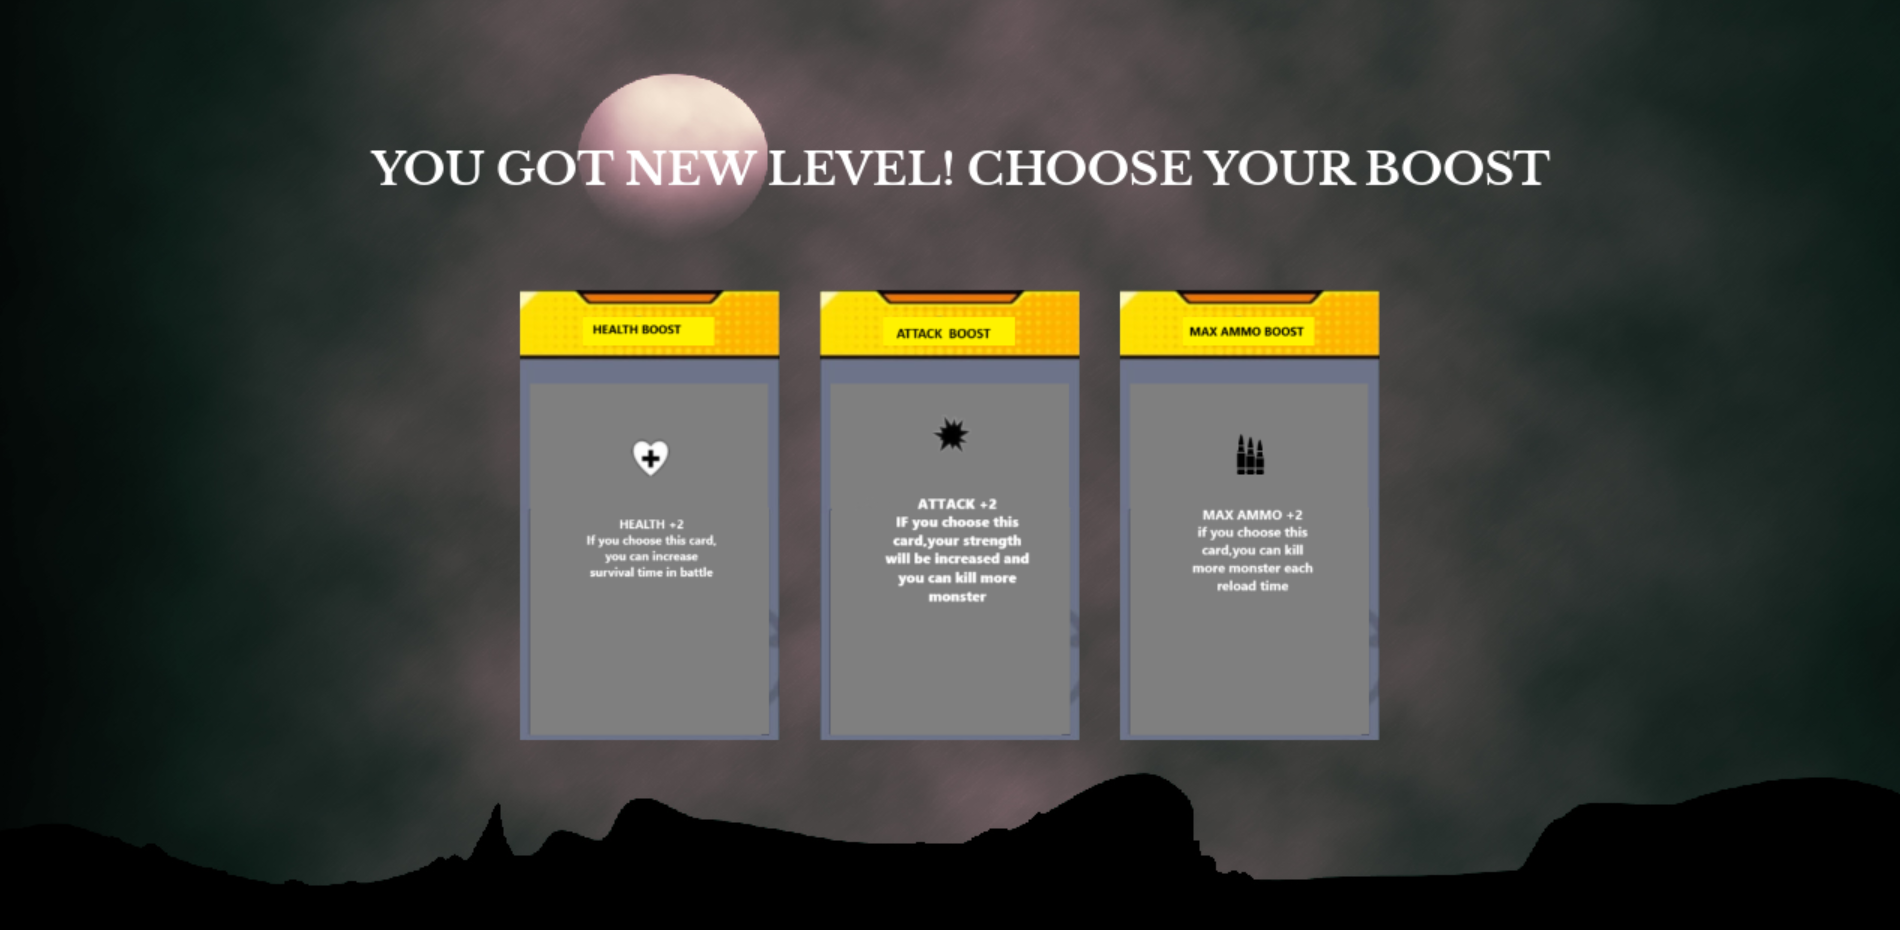 YOU GOT NEW LEVEL! CHOOSE YOUR BOOST
HEALTH BOOST
HEALTH +2
If you choose this card,
you can increase
survival time in battle
ATTACK BOOST
ATTACK +2
IF you choose this
card,your strength
will be increased and
you can kill more
monster
MAX AMMO BOOST
MAX AMMO +2
if you choose this
card,you can kill
more monster each
reload time